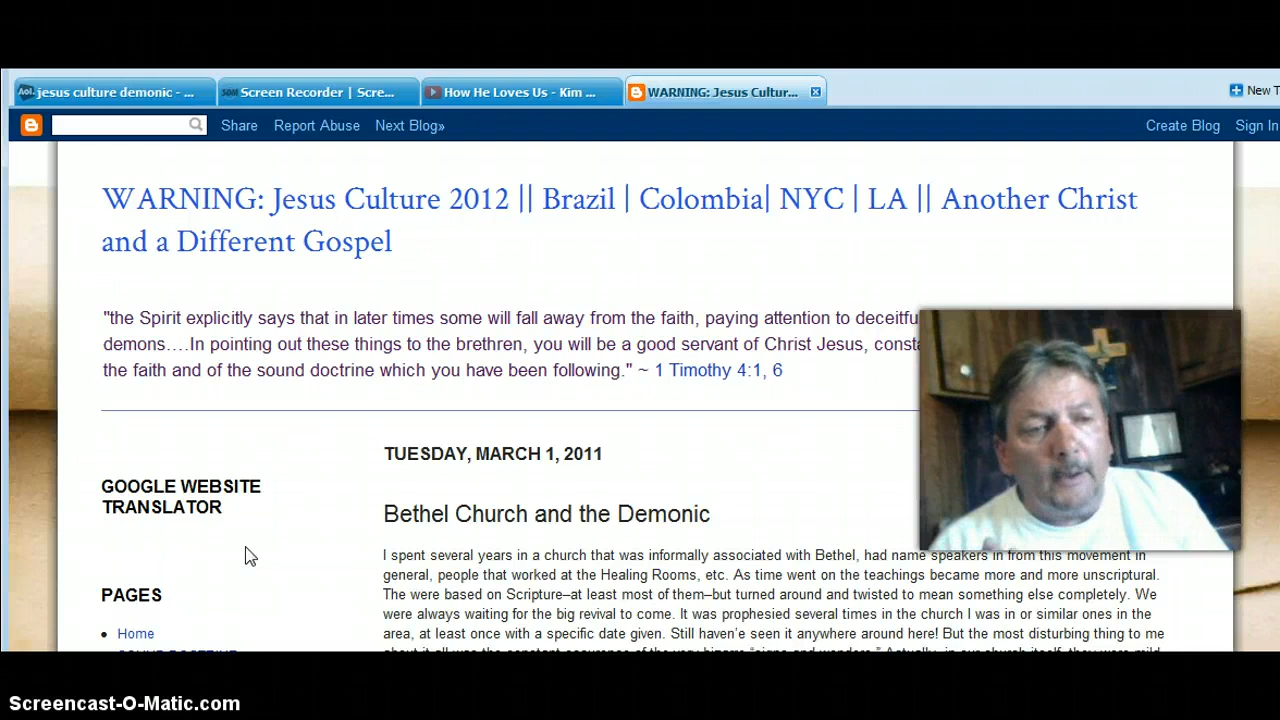 jesus culture demonic - ...
Screen Recorder | Scre...
How He Loves Us - Kim ...
WARNING: Jesus Cultur...
New T
Share
Report Abuse
Next Blog»
Create Blog
Sign In
WARNING: Jesus Culture 2012 || Brazil | Colombia| NYC | LA || Another Christ
and a Different Gospel
"the Spirit explicitly says that in later times some will fall away from the faith, paying attention to deceitfu
demons….In pointing out these things to the brethren, you will be a good servant of Christ Jesus, consta
the faith and of the sound doctrine which you have been following." ~ 1 Timothy 4:1, 6
TUESDAY, MARCH 1, 2011
GOOGLE WEBSITE
TRANSLATOR
Bethel Church and the Demonic
I spent several years in a church that was informally associated with Bethel, had name speakers in from this movement in
general, people that worked at the Healing Rooms, etc. As time went on the teachings became more and more unscriptural.
The were based on Scripture–at least most of them–but turned around and twisted to mean something else completely. We
were always waiting for the big revival to come. It was prophesied several times in the church I was in or similar ones in the
area, at least once with a specific date given. Still haven't seen it anywhere around here! But the most disturbing thing to me
PAGES
Home
Screencast-O-Matic.com